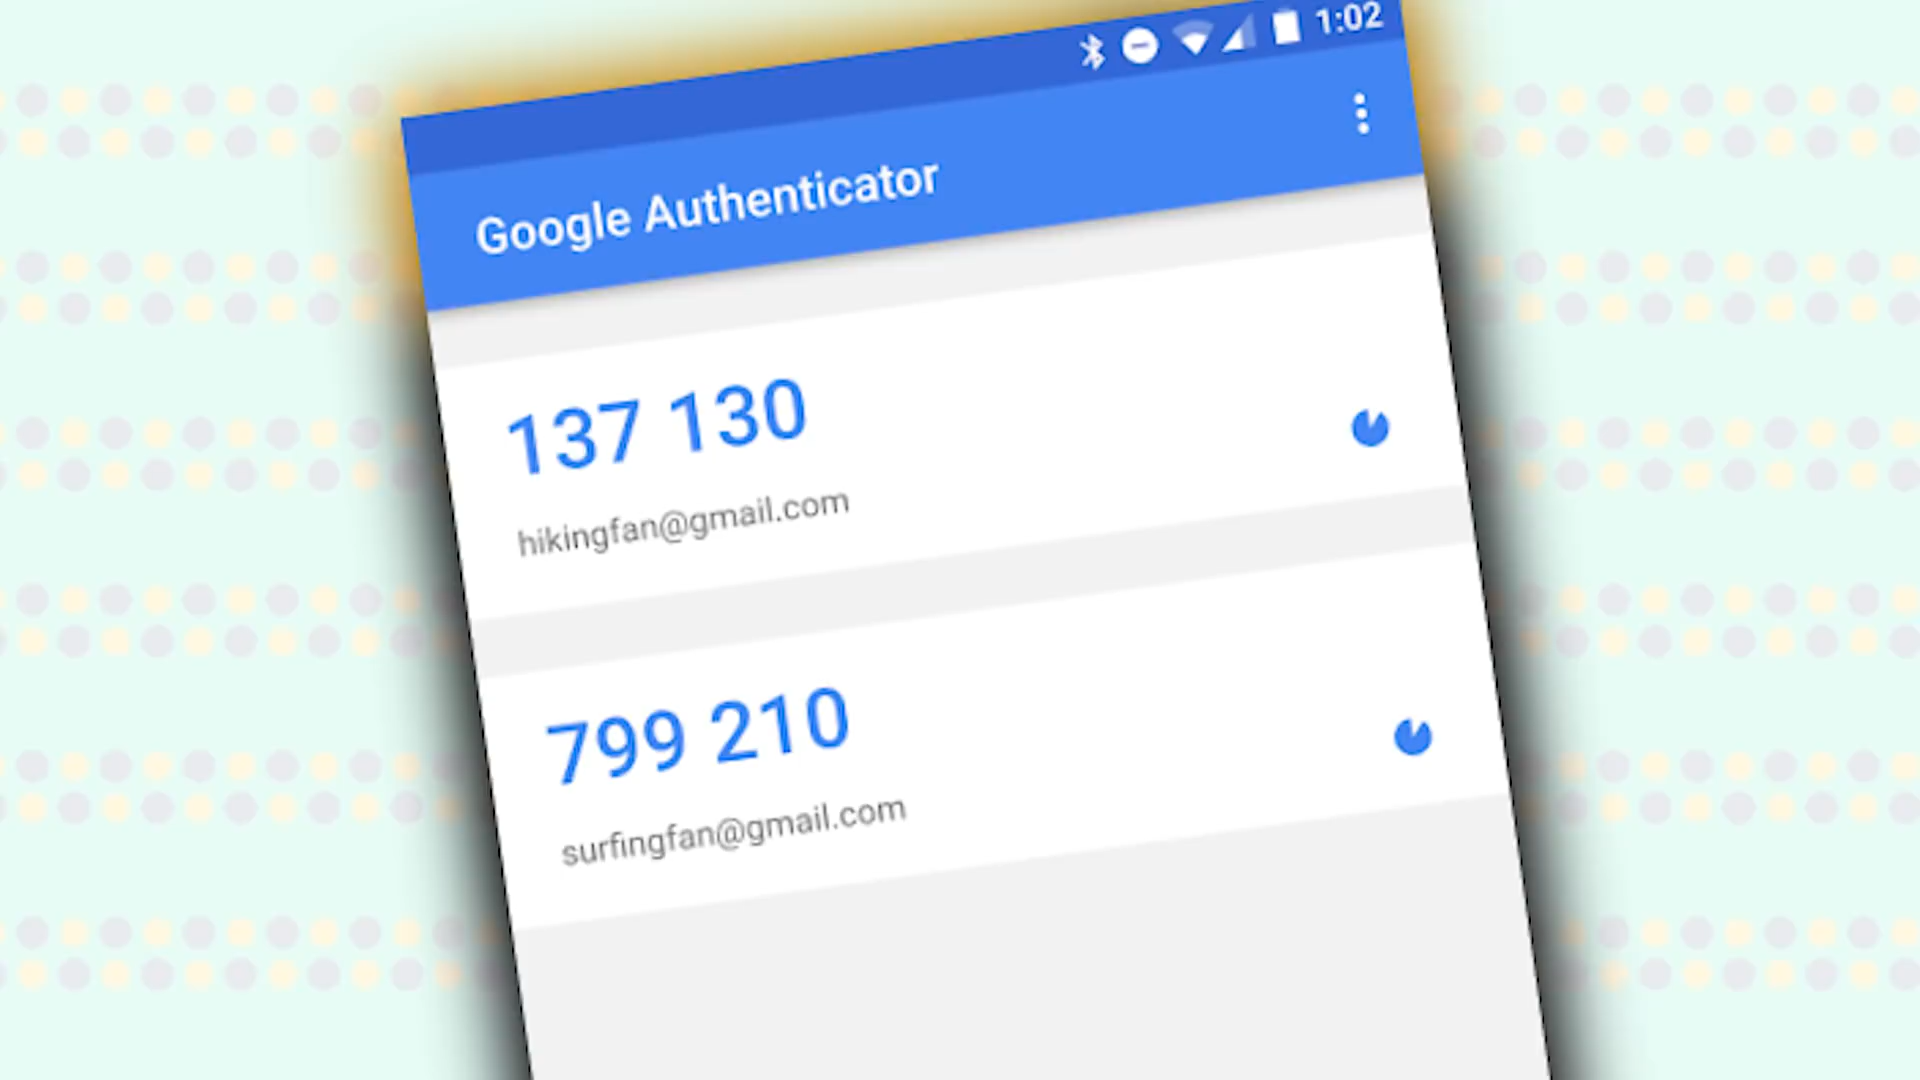 1:02
Google Authenticator
137 130
hikingfan@gmail.com
799 210
surfingfan@gmail.com